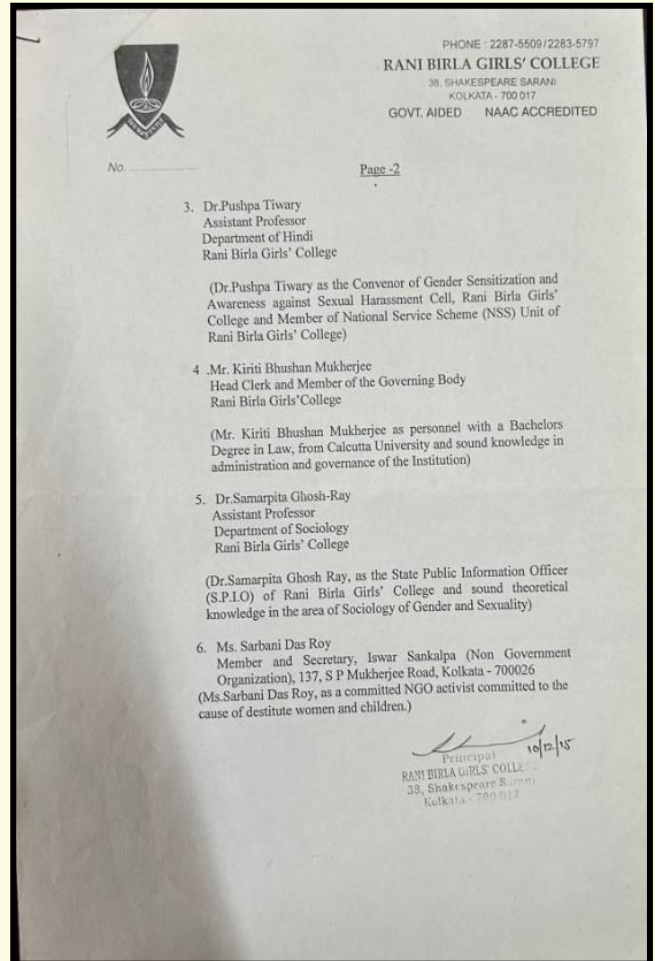 PHONE : 2287-5509/2283-5797
RANI BIRLA GIRLS' COLLEGE
38, SHAKESPEARE SARANI
KOLKATA - 700 017
GOVT. AIDED NAAC ACCREDITED
No. ....................
Page -2
3. Dr.Pushpa Tiwary
Assistant Professor
Department of Hindi
Rani Birla Girls' College
(Dr.Pushpa Tiwary as the Convenor of Gender Sensitization and
Awareness against Sexual Harassment Cell, Rani Birla Girls'
College and Member of National Service Scheme (NSS) Unit of
Rani Birla Girls' College)
4 .Mr. Kiriti Bhushan Mukherjee
Head Clerk and Member of the Governing Body
Rani Birla Girls'College
(Mr. Kiriti Bhushan Mukherjee as personnel with a Bachelors
Degree in Law, from Calcutta University and sound knowledge in
administration and governance of the Institution)
5. Dr.Samarpita Ghosh-Ray
Assistant Professor
Department of Sociology
Rani Birla Girls' College
(Dr.Samarpita Ghosh Ray, as the State Public Information Officer
(S.P.I.O) of Rani Birla Girls' College and sound theoretical
knowledge in the area of Sociology of Gender and Sexuality)
6. Ms. Sarbani Das Roy
Member and Secretary, Iswar Sankalpa (Non Government
Organization), 137, S P Mukherjee Road, Kolkata - 700026
(Ms.Sarbani Das Roy, as a committed NGO activist committed to the
cause of destitute women and children.)
10/12/15
Principal
RANI BIRLA GIRLS' COLLE
38, Shakespeare Sarani
Kolkata - 700 017